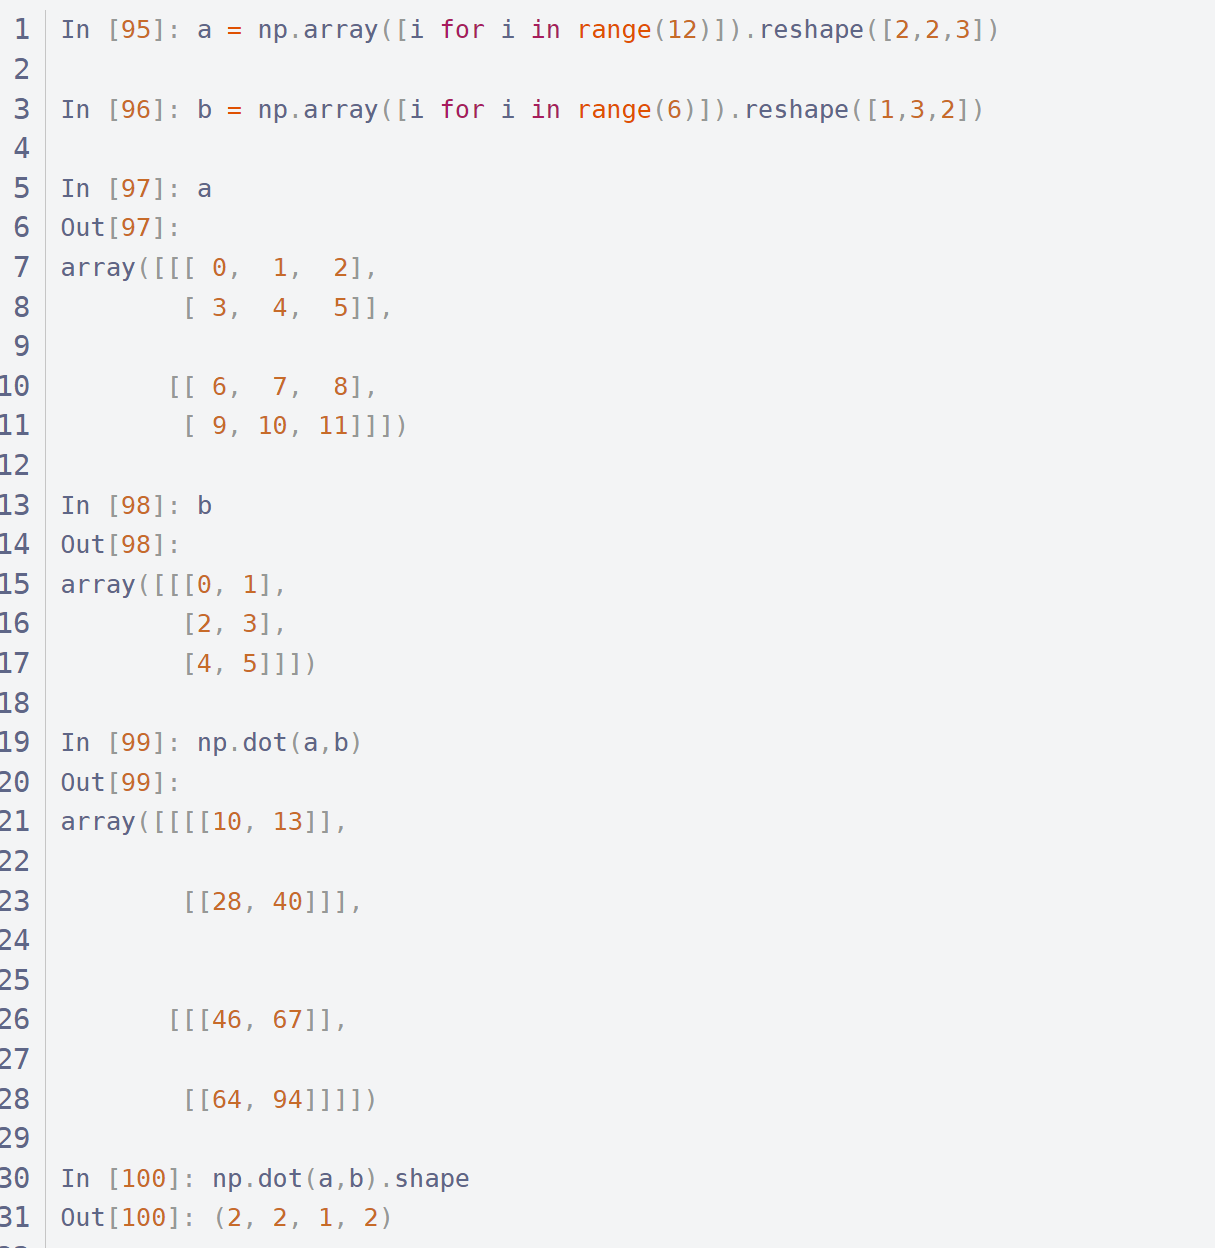 1 In [95]: a = np.array([i for i in range(12)]).reshape([2,2,3])
2
3 In [96]: b = np.array([i for i in range(6)]).reshape([1,3,2])
4
5 In [97]: a
6 Out[97]:
7 array([[[ 0,  1,  2],
8         [ 3,  4,  5]],
9
10        [[ 6,  7,  8],
11         [ 9, 10, 11]]])
12
13 In [98]: b
14 Out[98]:
15 array([[[0, 1],
16         [2, 3],
17         [4, 5]]])
18
19 In [99]: np.dot(a,b)
20 Out[99]:
21 array([[[[10, 13]],
22
23         [[28, 40]]],
24
25
26        [[[46, 67]],
27
28         [[64, 94]]]])
29
30 In [100]: np.dot(a,b).shape
31 Out[100]: (2, 2, 1, 2)